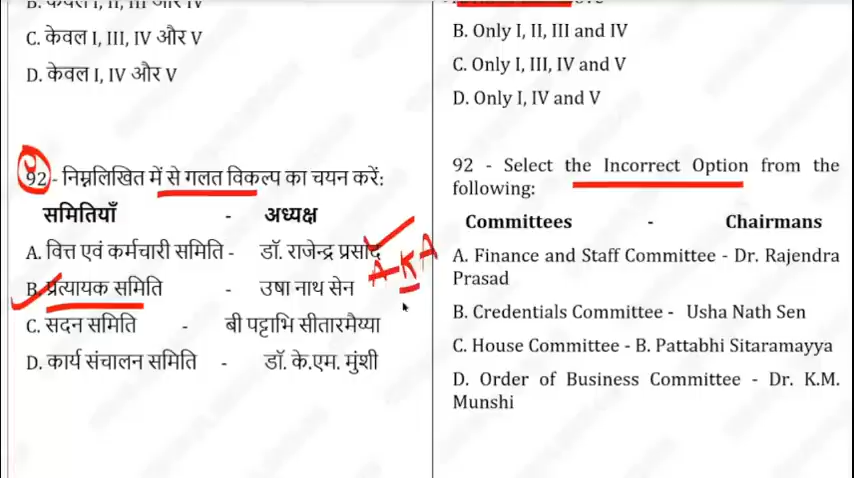 C. केवल I, III, IV और V
D. केवल I, IV और V
92 - निम्नलिखित में से गलत विकल्प का चयन करें:
समितियाँ - अध्यक्ष
A. वित्त एवं कर्मचारी समिति - डॉ. राजेन्द्र प्रसाद
B. प्रत्यायक समिति - उषा नाथ सेन
C. सदन समिति - बी पट्टाभि सीतारमैय्या
D. कार्य संचालन समिति - डॉ. के.एम. मुंशी
A.K.A
B. Only I, II, III and IV
C. Only I, III, IV and V
D. Only I, IV and V
92 - Select the Incorrect Option from the
following:
Committees - Chairmans
A. Finance and Staff Committee - Dr. Rajendra
Prasad
B. Credentials Committee - Usha Nath Sen
C. House Committee - B. Pattabhi Sitaramayya
D. Order of Business Committee - Dr. K.M.
Munshi